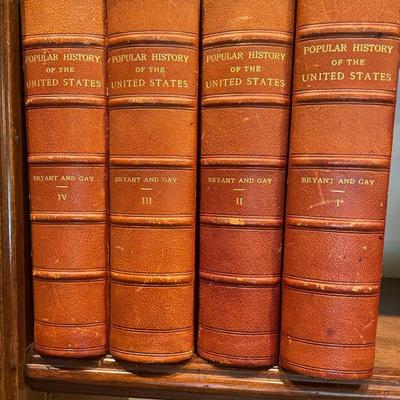 POPULAR HISTORY
OF THE
UNITED STATES
BRYANT AND GAY
IV
POPULAR HISTORY
OF THE
UNITED STATES
BRYANT AND GAY
III
POPULAR HISTORY
OF THE
UNITED STATES
BRYANT AND GAY
II
POPULAR HISTORY
OF THE
UNITED STATES
BRYANT AND GAY
I